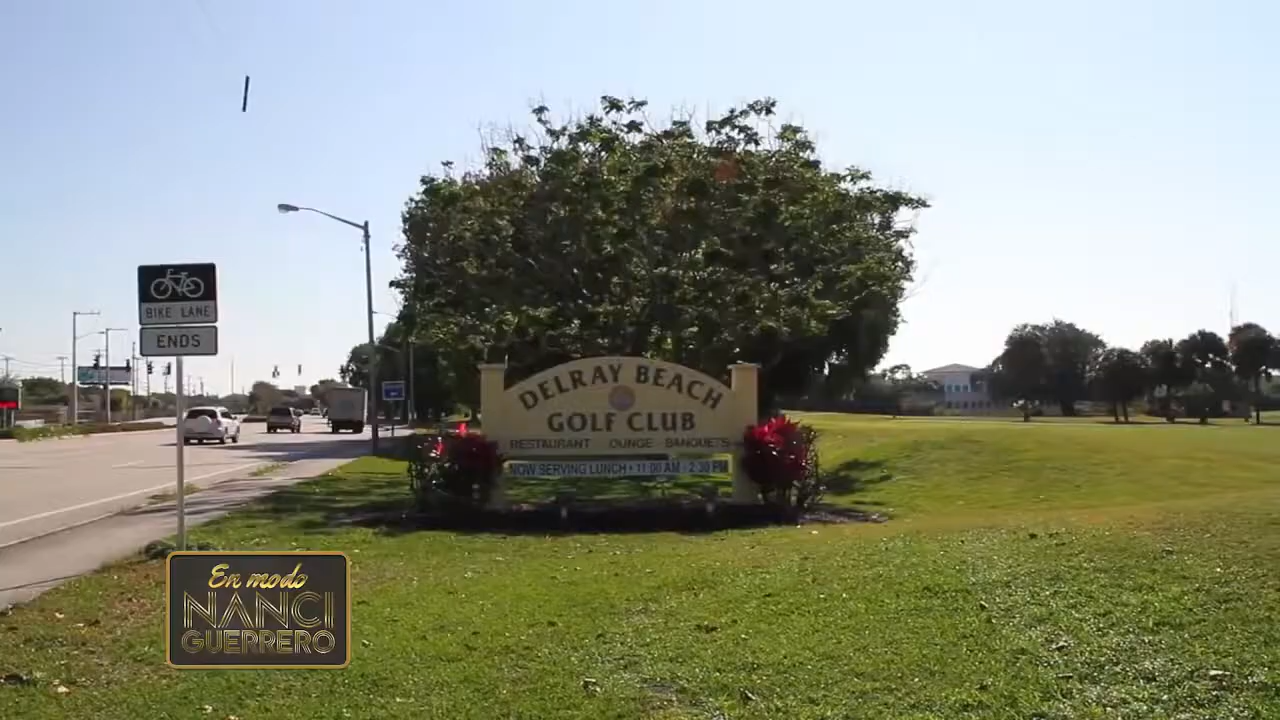 BIKE LANE
ENDS
DELRAY BEACH
GOLF CLUB
RESTAURANT OUNGE BANQUETS
NOW SERVING LUNCH • 11:00 AM - 2:30 PM
En modo
NANCI
GUERRERO